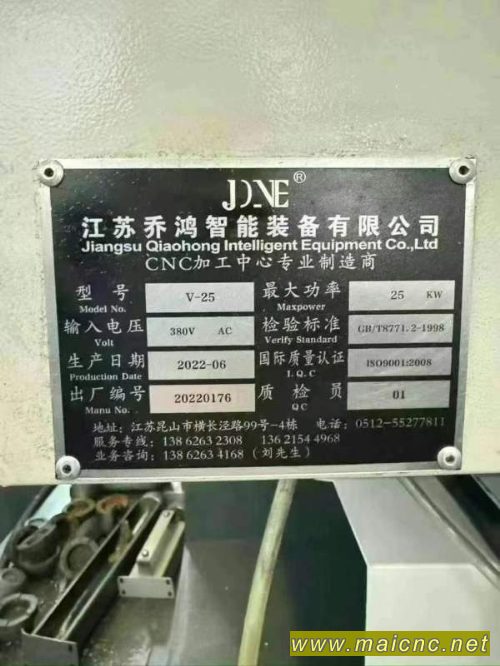 JONE®
江苏乔鸿智能装备有限公司
Jiangsu Qiaohong Intelligent Equipment Co.,Ltd
CNC加工中心专业制造商
型号 V-25 最大功率 25 KW
Model No. Maxpower
输入电压 380V AC 检验标准 GB/T8771.2-1998
Volt Verify Standard
生产日期 2022-06 国际质量认证 ISO9001:2008
Production Date I.Q.C
出厂编号 20220176 质检员 01
Manu No. QC
地址: 江苏昆山市横长泾路99号-4栋 电话: 0512-55277811
服务专线: 138 6263 2308 136 2154 4968
业务咨询: 138 6263 4168 (刘先生)
www.maicnc.net